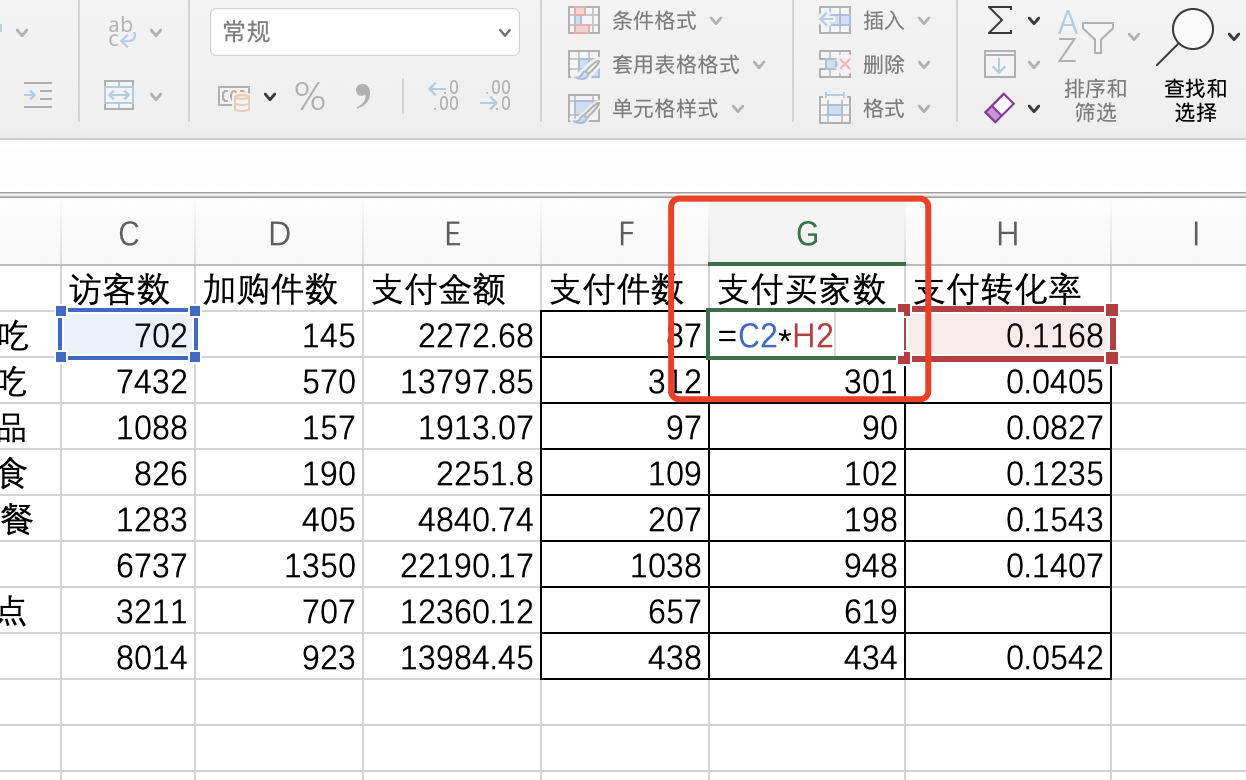 ab
c
常规
%
条件格式
套用表格格式
单元格样式
插入
删除
格式
A
Z
排序和
筛选
查找和
选择
.0
.00
.00
.0
C D E F G H I
访客数 加购件数 支付金额 支付件数 支付买家数 支付转化率
吃 702 145 2272.68 87 =C2*H2 0.1168
吃 7432 570 13797.85 312 301 0.0405
品 1088 157 1913.07 97 90 0.0827
食 826 190 2251.8 109 102 0.1235
餐 1283 405 4840.74 207 198 0.1543
6737 1350 22190.17 1038 948 0.1407
点 3211 707 12360.12 657 619
8014 923 13984.45 438 434 0.0542